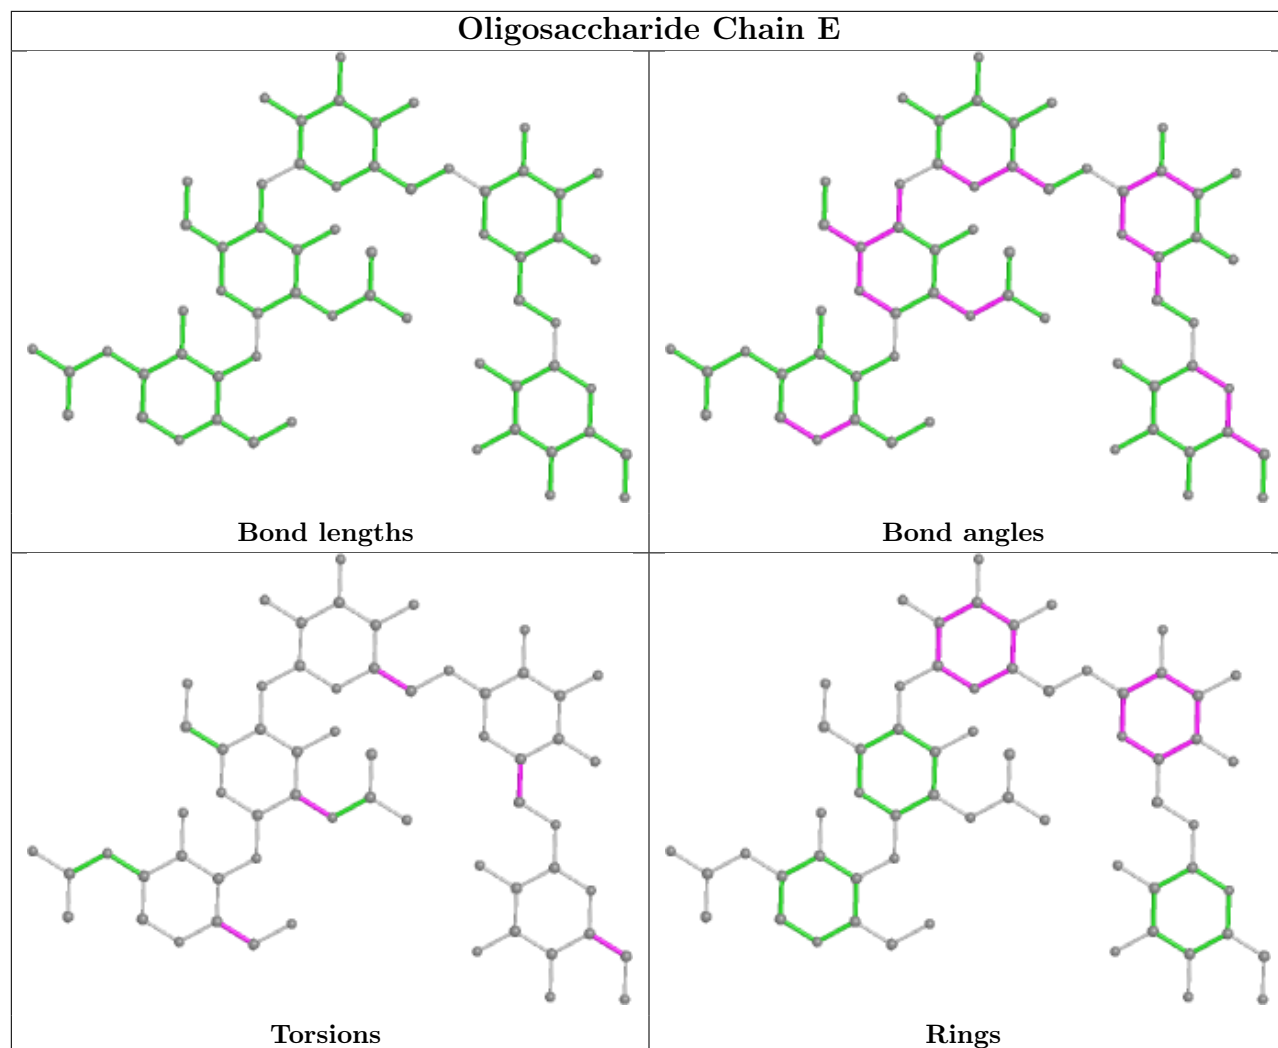 Oligosaccharide Chain E
Bond lengths
Bond angles
Torsions
Rings